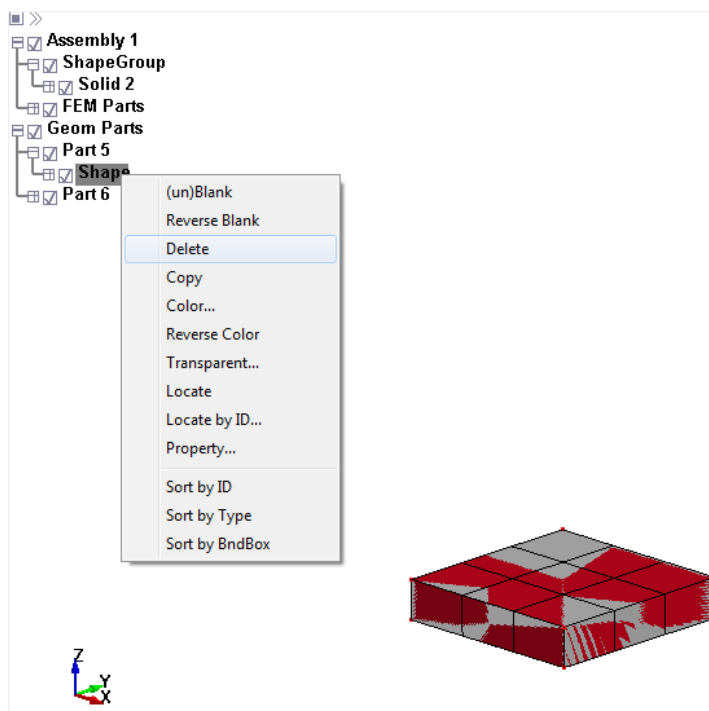 Assembly 1
ShapeGroup
Solid 2
FEM Parts
Geom Parts
Part 5
Shape
Part 6
(un)Blank
Reverse Blank
Delete
Copy
Color...
Reverse Color
Transparent...
Locate
Locate by ID...
Property...
Sort by ID
Sort by Type
Sort by BndBox
Z
Y
X